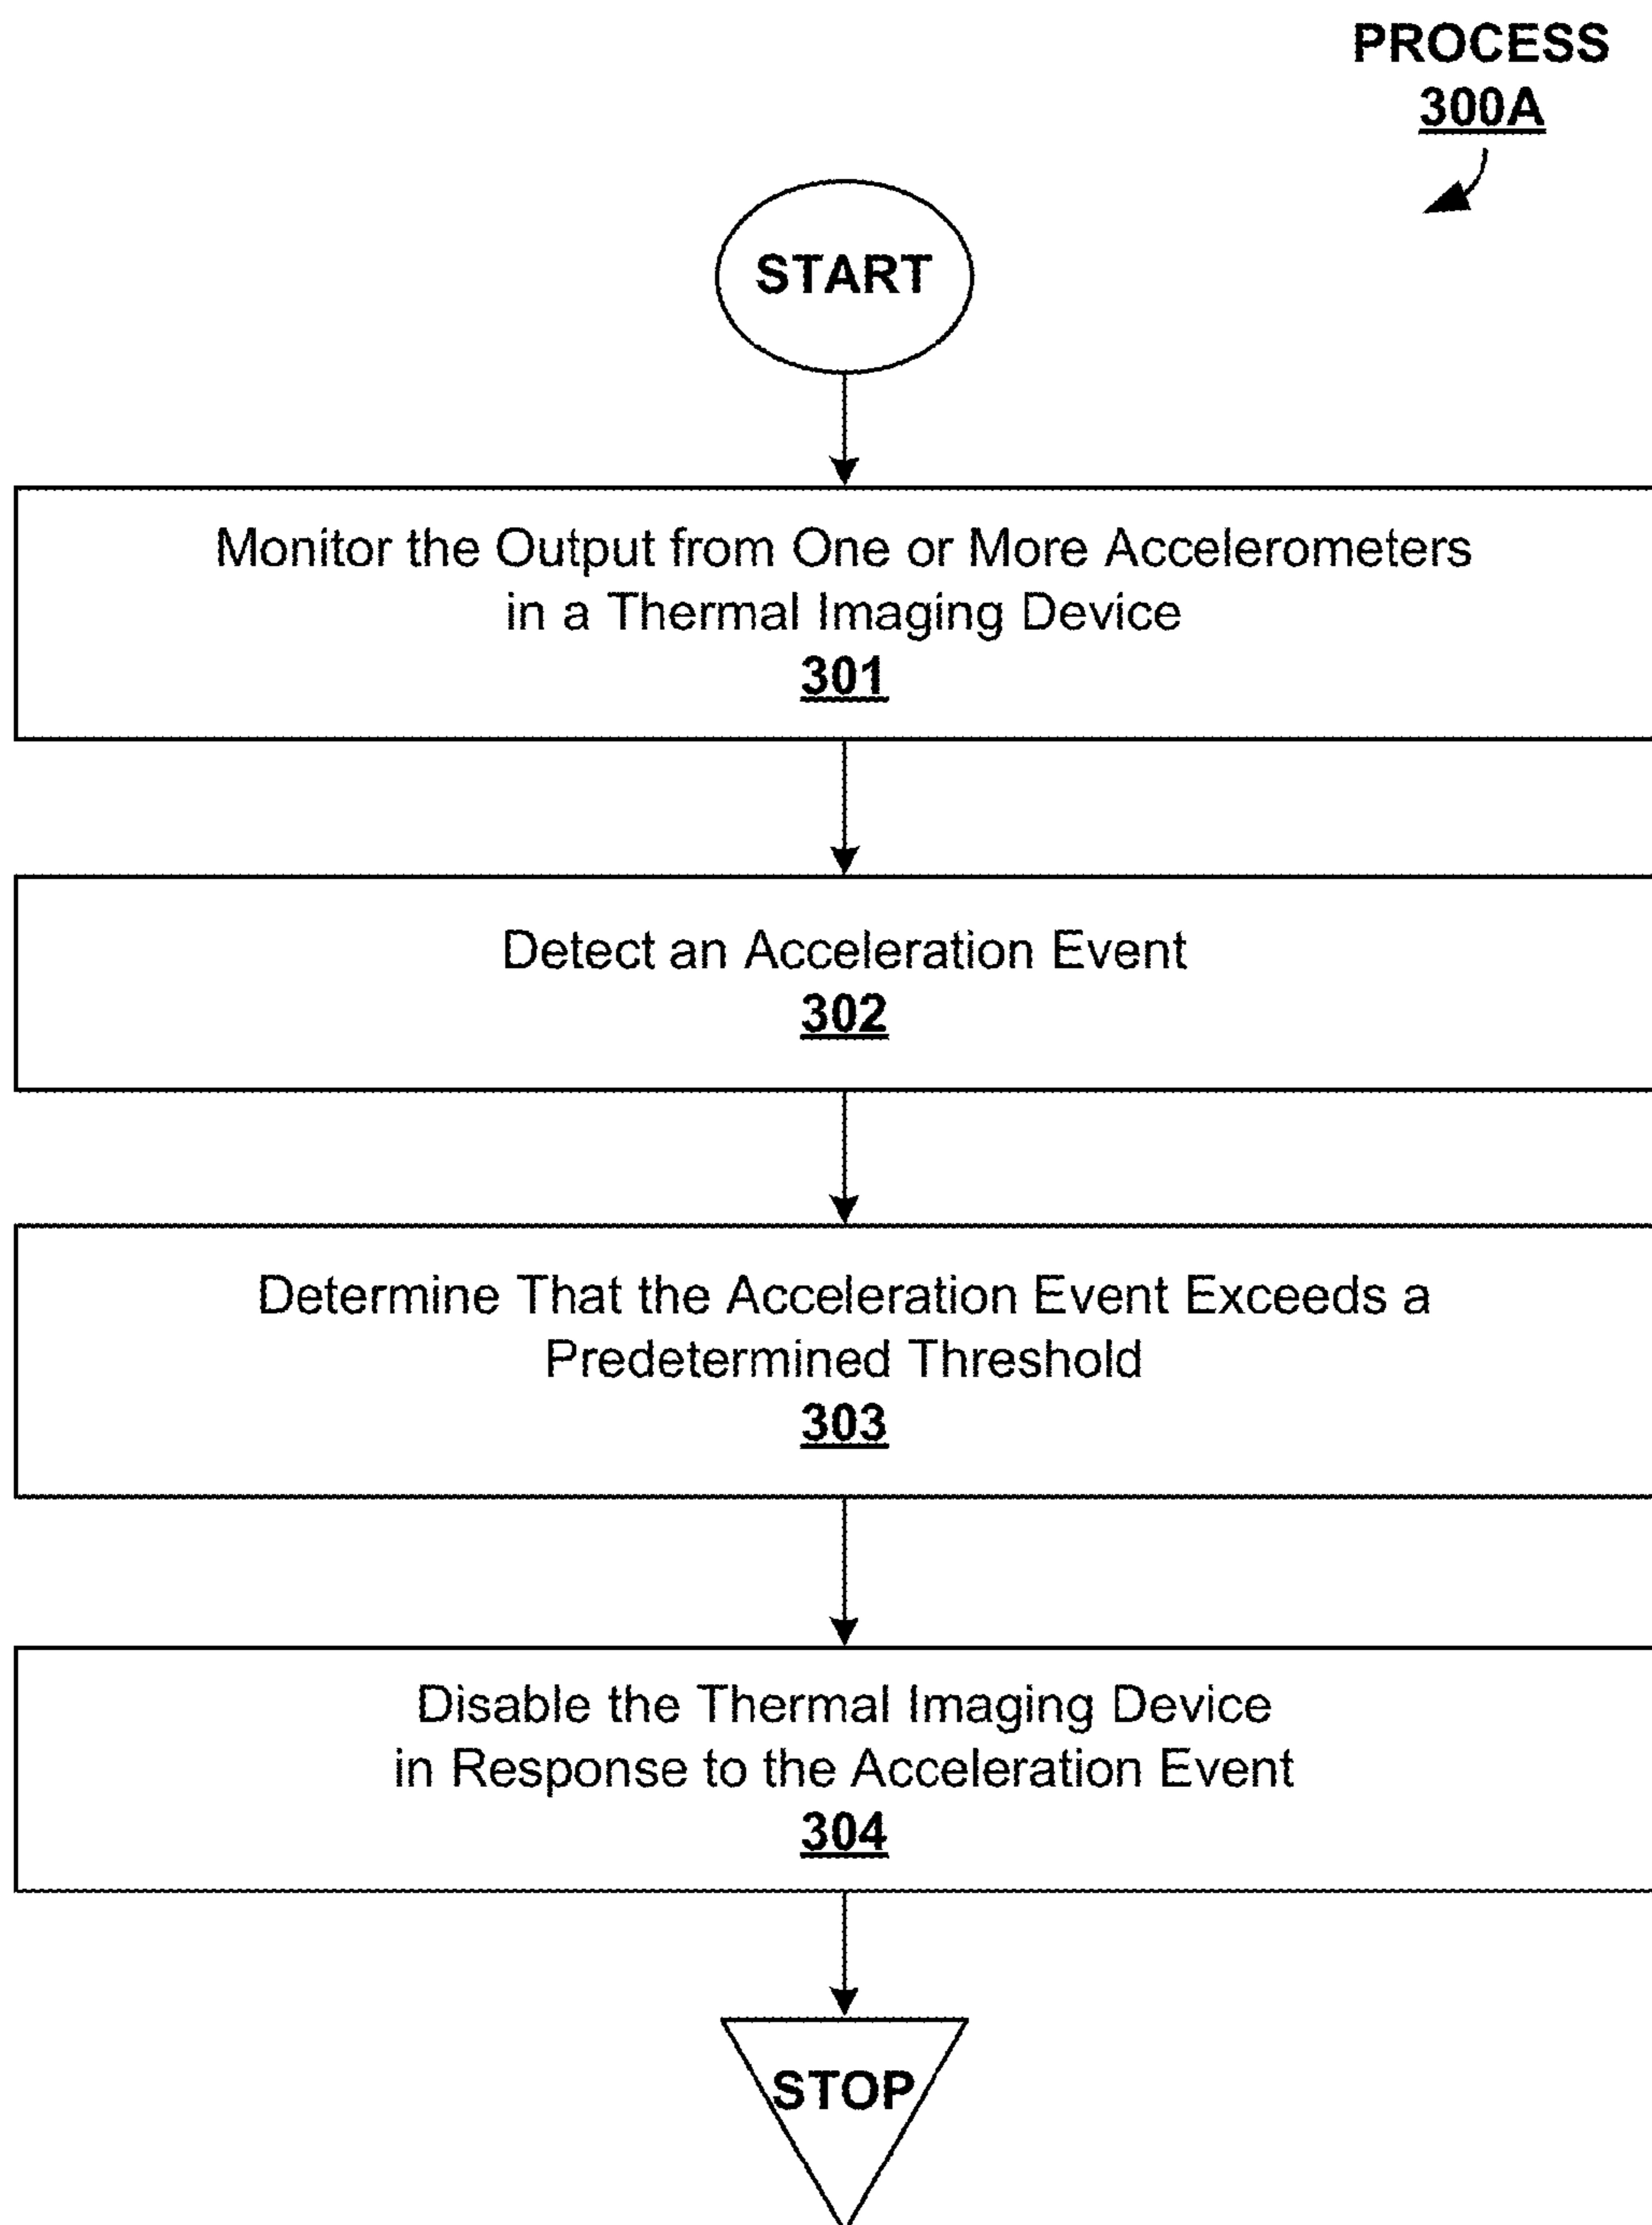 PROCESS
300A
START
Monitor the Output from One or More Accelerometers
in a Thermal Imaging Device
301
Detect an Acceleration Event
302
Determine That the Acceleration Event Exceeds a
Predetermined Threshold
303
Disable the Thermal Imaging Device
in Response to the Acceleration Event
304
STOP